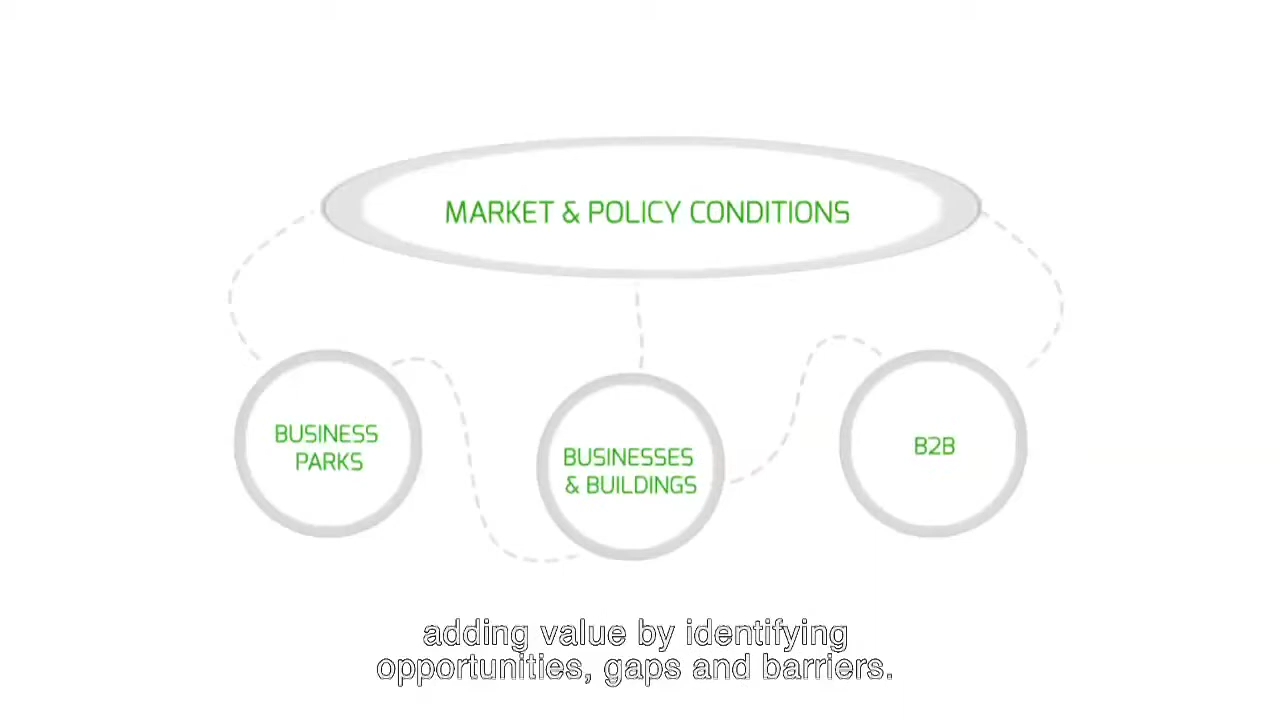 MARKET & POLICY CONDITIONS
BUSINESS
PARKS
BUSINESSES
& BUILDINGS
B2B
adding value by identifying
opportunities, gaps and barriers.